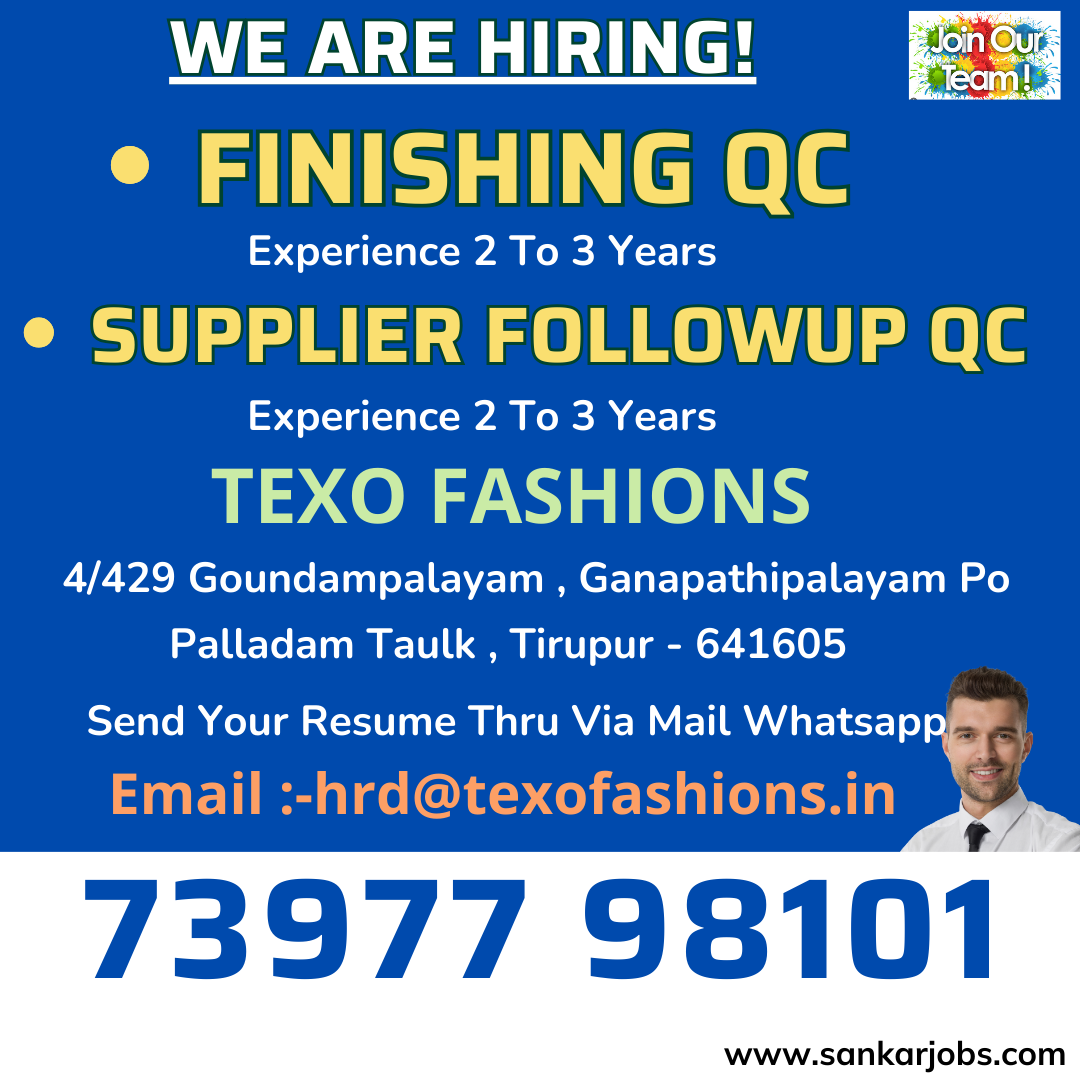 WE ARE HIRING!
Join Our
Team !
• FINISHING QC
Experience 2 To 3 Years
• SUPPLIER FOLLOWUP QC
Experience 2 To 3 Years
TEXO FASHIONS
4/429 Goundampalayam , Ganapathipalayam Po
Palladam Taulk , Tirupur - 641605
Send Your Resume Thru Via Mail Whatsapp
Email :-hrd@texofashions.in
73977 98101
www.sankarjobs.com